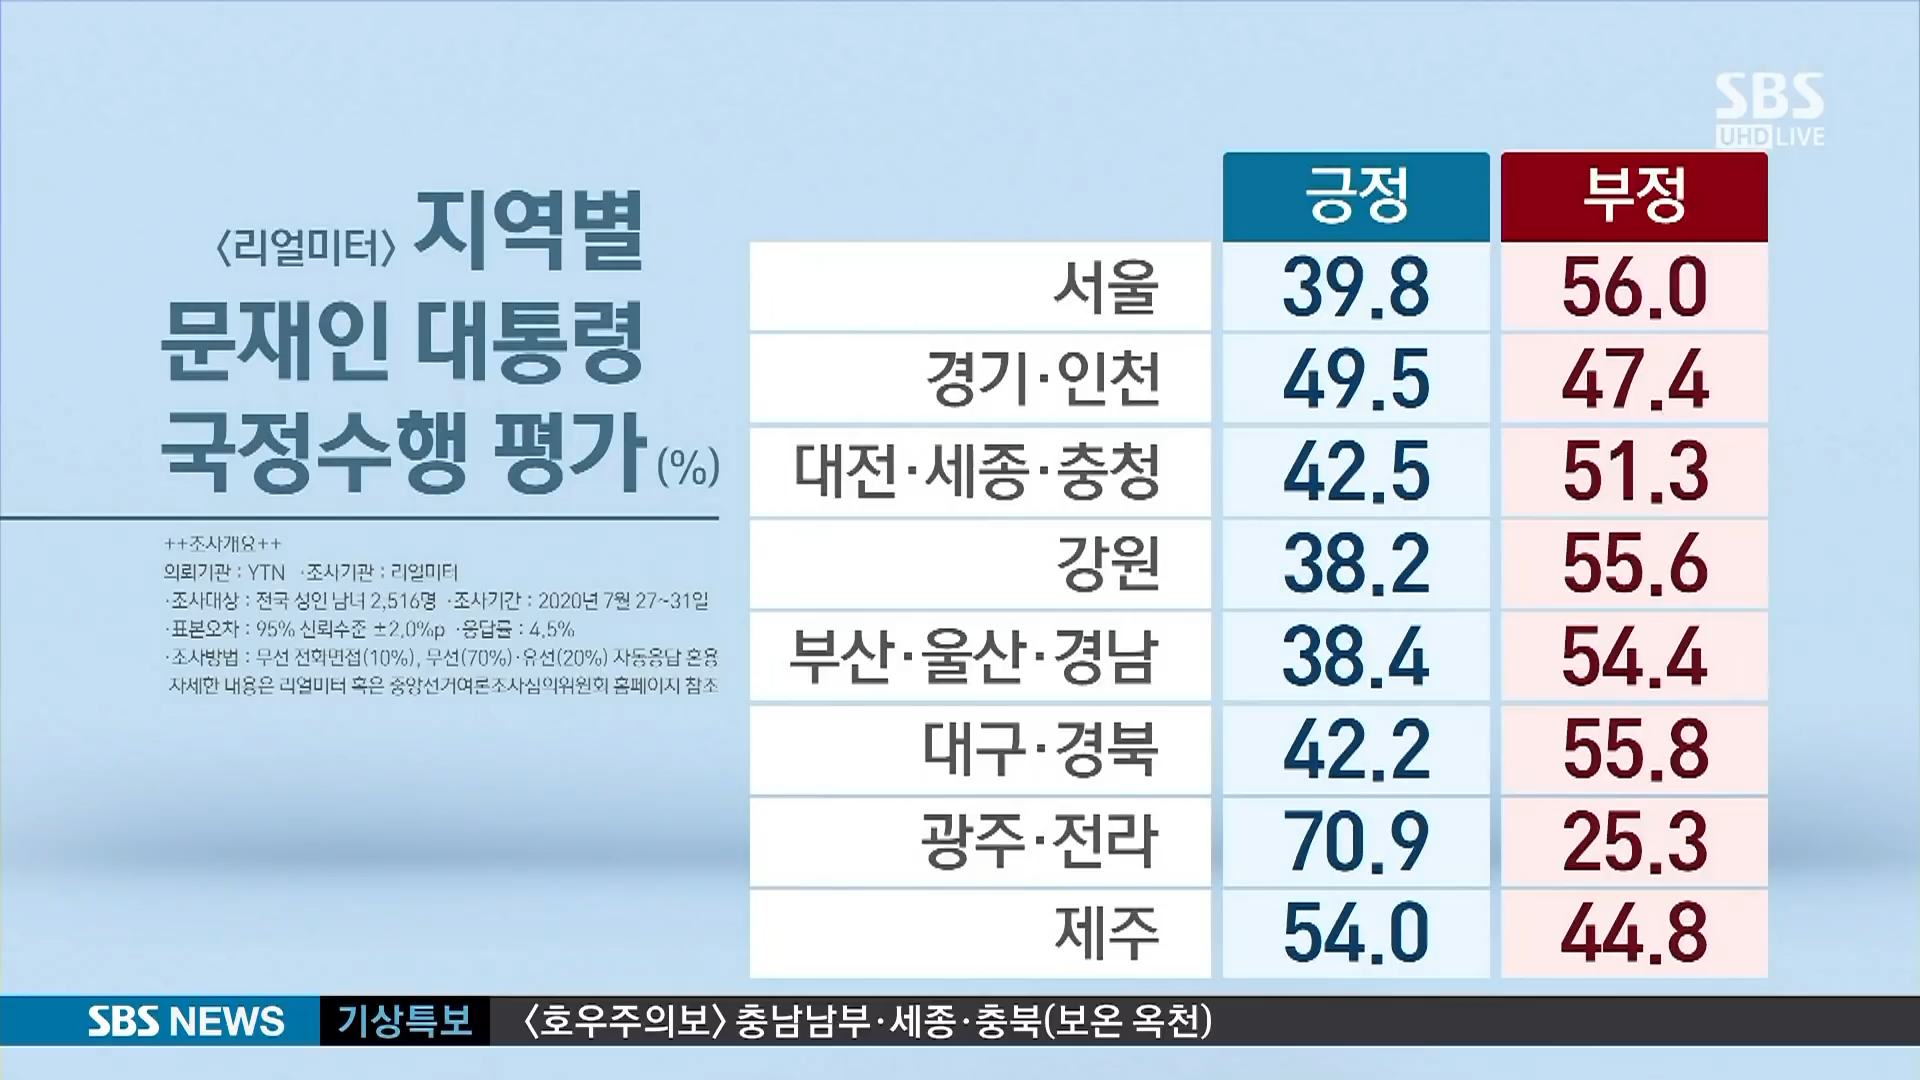 SBS
UHD LIVE
<리얼미터> 지역별
문재인 대통령
국정수행 평가(%)
++조사개요++
의뢰기관 : YTN ·조사기관 : 리얼미터
·조사대상 : 전국 성인 남녀 2,516명 ·조사기간 : 2020년 7월 27~31일
·표본오차 : 95% 신뢰수준 ±2.0%p ·응답률 : 4.5%
·조사방법 : 무선 전화면접(10%), 무선(70%)·유선(20%) 자동응답 혼용
자세한 내용은 리얼미터 혹은 중앙선거여론조사심의위원회 홈페이지 참조
긍정 부정
서울 39.8 56.0
경기·인천 49.5 47.4
대전·세종·충청 42.5 51.3
강원 38.2 55.6
부산·울산·경남 38.4 54.4
대구·경북 42.2 55.8
광주·전라 70.9 25.3
제주 54.0 44.8
SBS NEWS 기상특보 <호우주의보> 충남남부·세종·충북(보은 옥천)